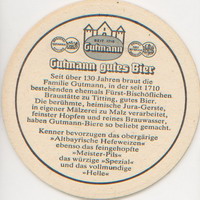 SEIT 1710
Gutmann
Gutmann gutes Bier
Seit über 130 Jahren braut die
Familie Gutmann, in der seit 1710
bestehenden ehemals Fürst-Bischöflichen
Braustätte zu Titting, gutes Bier.
Die berühmte, heimische Jura-Gerste,
in eigener Mälzerei zu Malz verarbeitet,
feinster Hopfen und reines Brauwasser,
haben Gutmann-Biere so beliebt gemacht.
Kenner bevorzugen das obergärige
»Altbayrische Hefeweizen«
ebenso das feingehopfte
»Meister-Pils«
das würzige »Spezial«
und das vollmundige
»Helle«